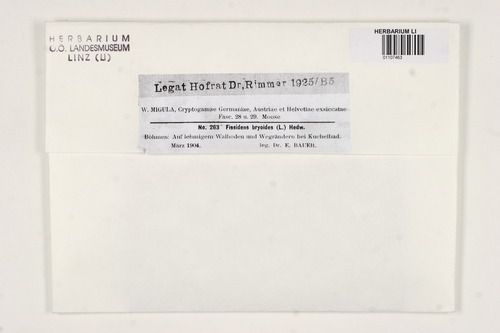 HERBARIUM
O.Ö. LANDESMUSEUM
LINZ (LI)
HERBARIUM LI
01107463
Legat Hofrat Dr, Rimmer 1925/B5
W. MIGULA, Cryptogamae Germaniae, Austriae et Helvetiae exsiccatae
Fasc. 28 u. 29. Moose
No. 263 Fissidens bryoides (L.) Hedw.
Böhmen: Auf lehmigem Walboden und Wegrändern bei Kuchelbad.
März 1904. leg. Dr. E. BAUER.